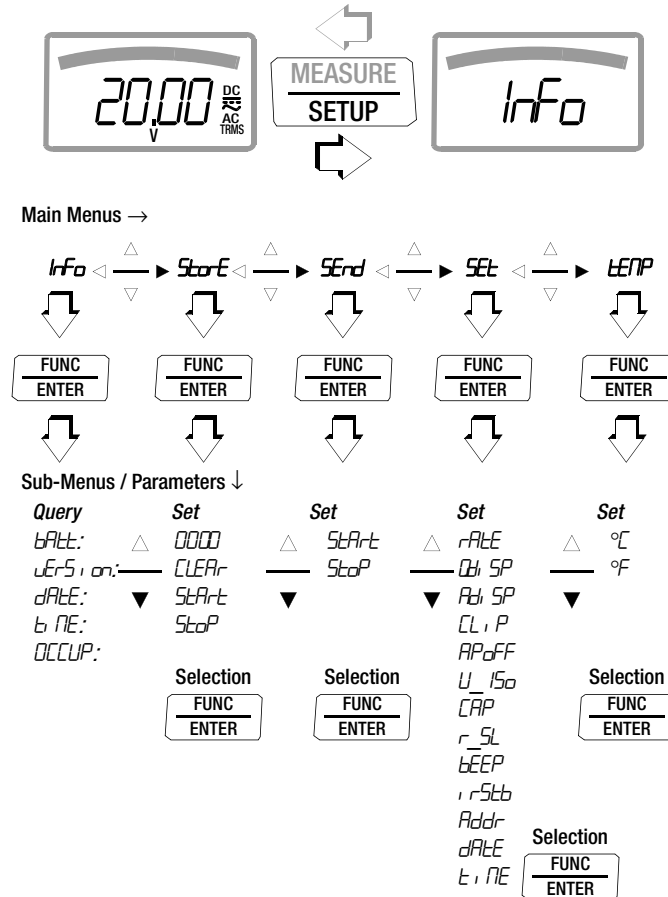 20.00 DC
AC
TRMS
V
MEASURE
SETUP
InFo
Main Menus →
InFo StorE SEnd SEt tEMP
FUNC FUNC FUNC FUNC FUNC
ENTER ENTER ENTER ENTER ENTER
Sub-Menus / Parameters ↓
Query Set Set Set Set
bAtt: 0000 StArt rAtE °C
vErSion: CLEAr StoP 0diSP °F
dAtE: StArt AdiSP
tiME: StoP CLiP
OCCUP: APoFF
Selection Selection U_ISo Selection
FUNC FUNC CAP FUNC
ENTER ENTER r_SL ENTER
bEEP
irStb
Addr
dAtE Selection
tiME FUNC
ENTER